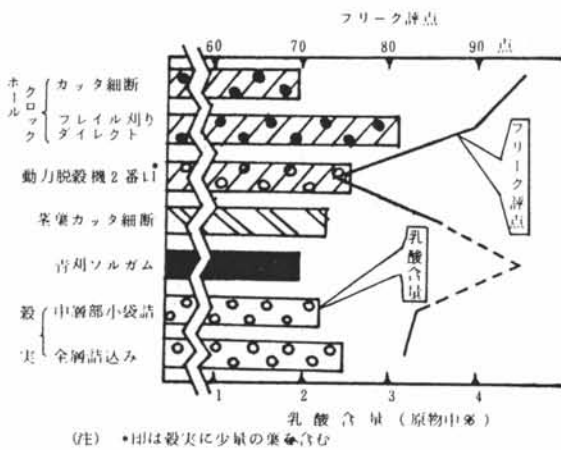 フリーク評点
60 70 80 90 点
ホールクロック
カッタ細断
フレイル刈り
ダイレクト
動力脱穀機2番口*
茎葉カッタ細断
青刈ソルガム
穀実
中層部小袋詰
全層詰込み
フリーク評点
乳酸含量
1 2 3 4
乳酸含量(原物中%)
(注) *印は穀実に少量の葉を含む